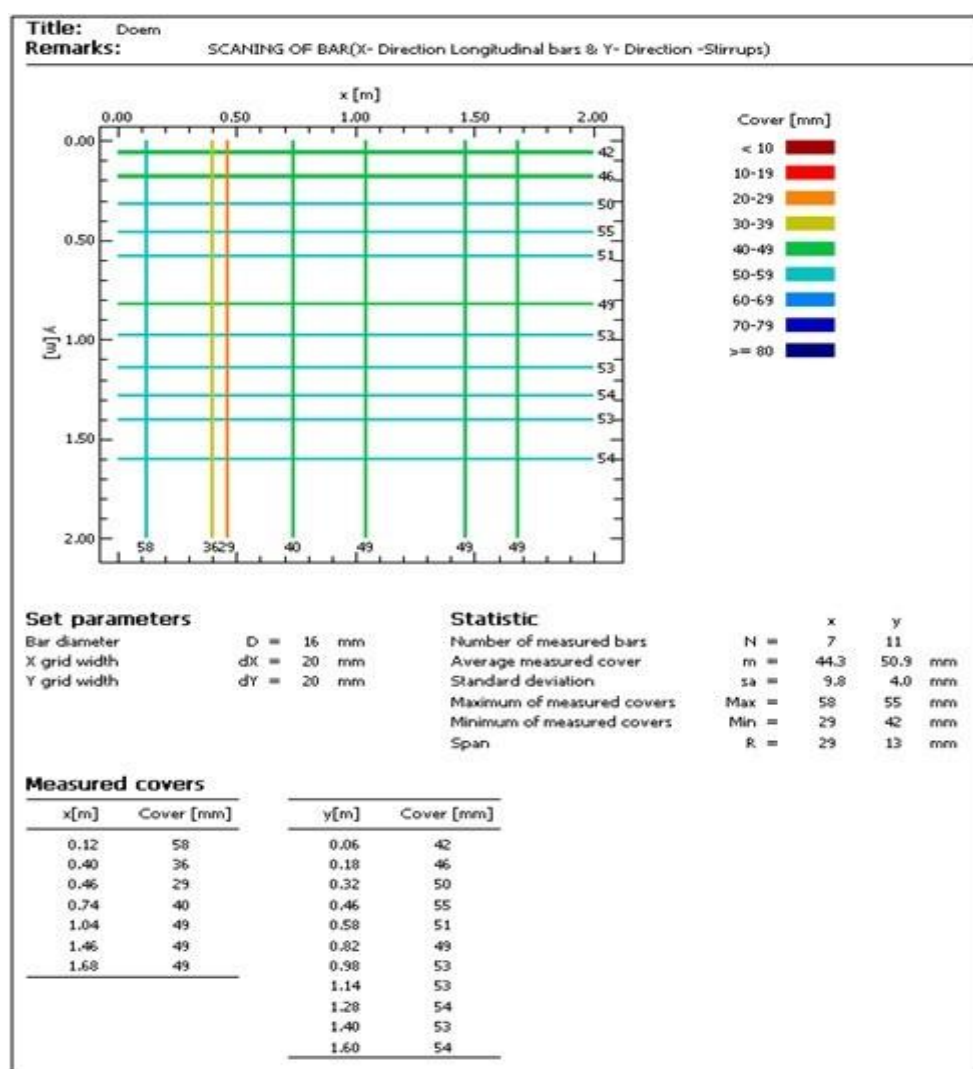 Title: Doem
Remarks: SCANING OF BAR(X- Direction Longitudinal bars & Y- Direction -Stirrups)
x [m]
0.00 0.50 1.00 1.50 2.00
Cover [mm]
< 10
10-19
20-29
30-39
40-49
50-59
60-69
70-79
>= 80
y [m]
0.00
0.50
1.00
1.50
2.00
42
46
50
55
51
49
53
53
54
53
54
58 36 29 40 49 49 49
Set parameters
Bar diameter D = 16 mm
X grid width dX = 20 mm
Y grid width dY = 20 mm
Statistic x y
Number of measured bars N = 7 11
Average measured cover m = 44.3 50.9 mm
Standard deviation sa = 9.8 4.0 mm
Maximum of measured covers Max = 58 55 mm
Minimum of measured covers Min = 29 42 mm
Span R = 29 13 mm
Measured covers
x[m] Cover [mm]
0.12 58
0.40 36
0.46 29
0.74 40
1.04 49
1.46 49
1.68 49
y[m] Cover [mm]
0.06 42
0.18 46
0.32 50
0.46 55
0.58 51
0.82 49
0.98 53
1.14 53
1.28 54
1.40 53
1.60 54